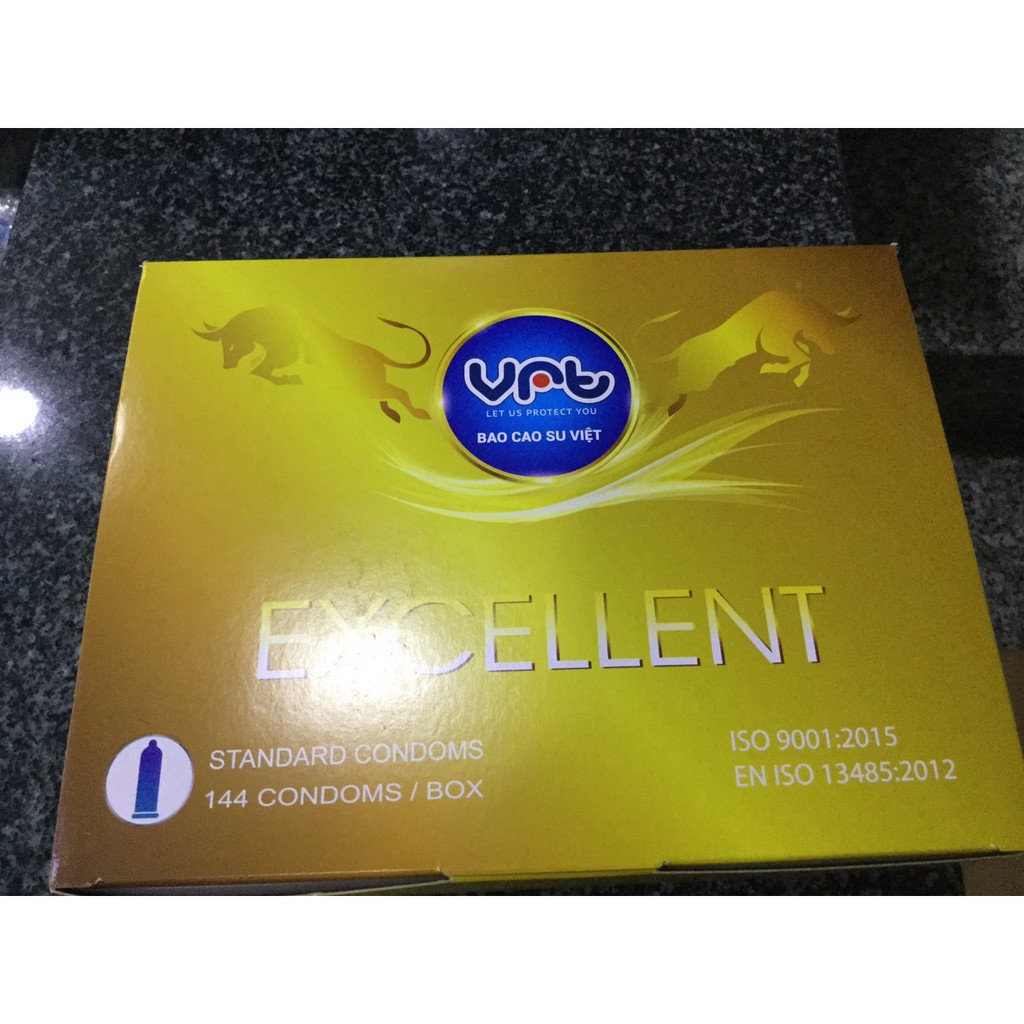 VPt
LET US PROTECT YOU
BAO CAO SU VIỆT
EXCELLENT
STANDARD CONDOMS
144 CONDOMS / BOX
ISO 9001:2015
EN ISO 13485:2012